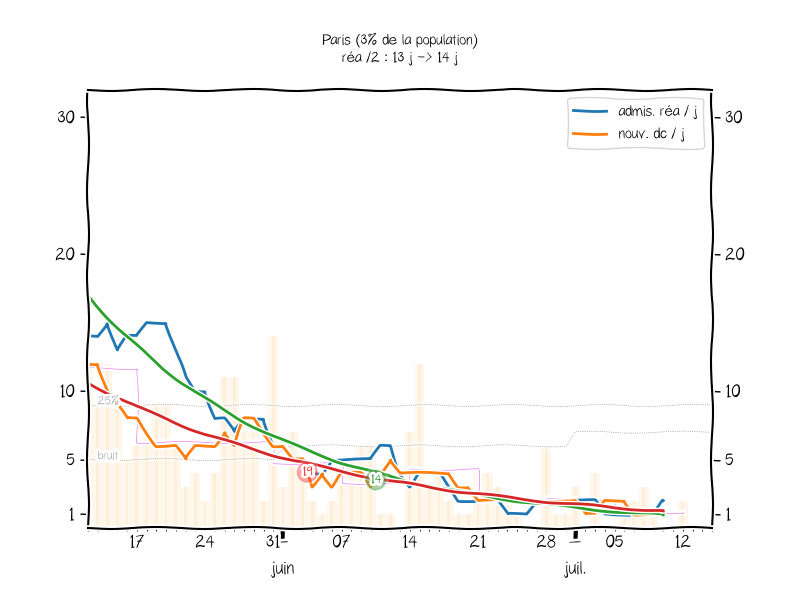 Paris (3% de la population)
réa /2 : 13 j -> 14 j
admis. réa / j
nouv. dc / j
30
30
20
20
10
10
5
5
1
1
25%
bruit
19
14
17 24 31 07 14 21 28 05 12
juin juil.